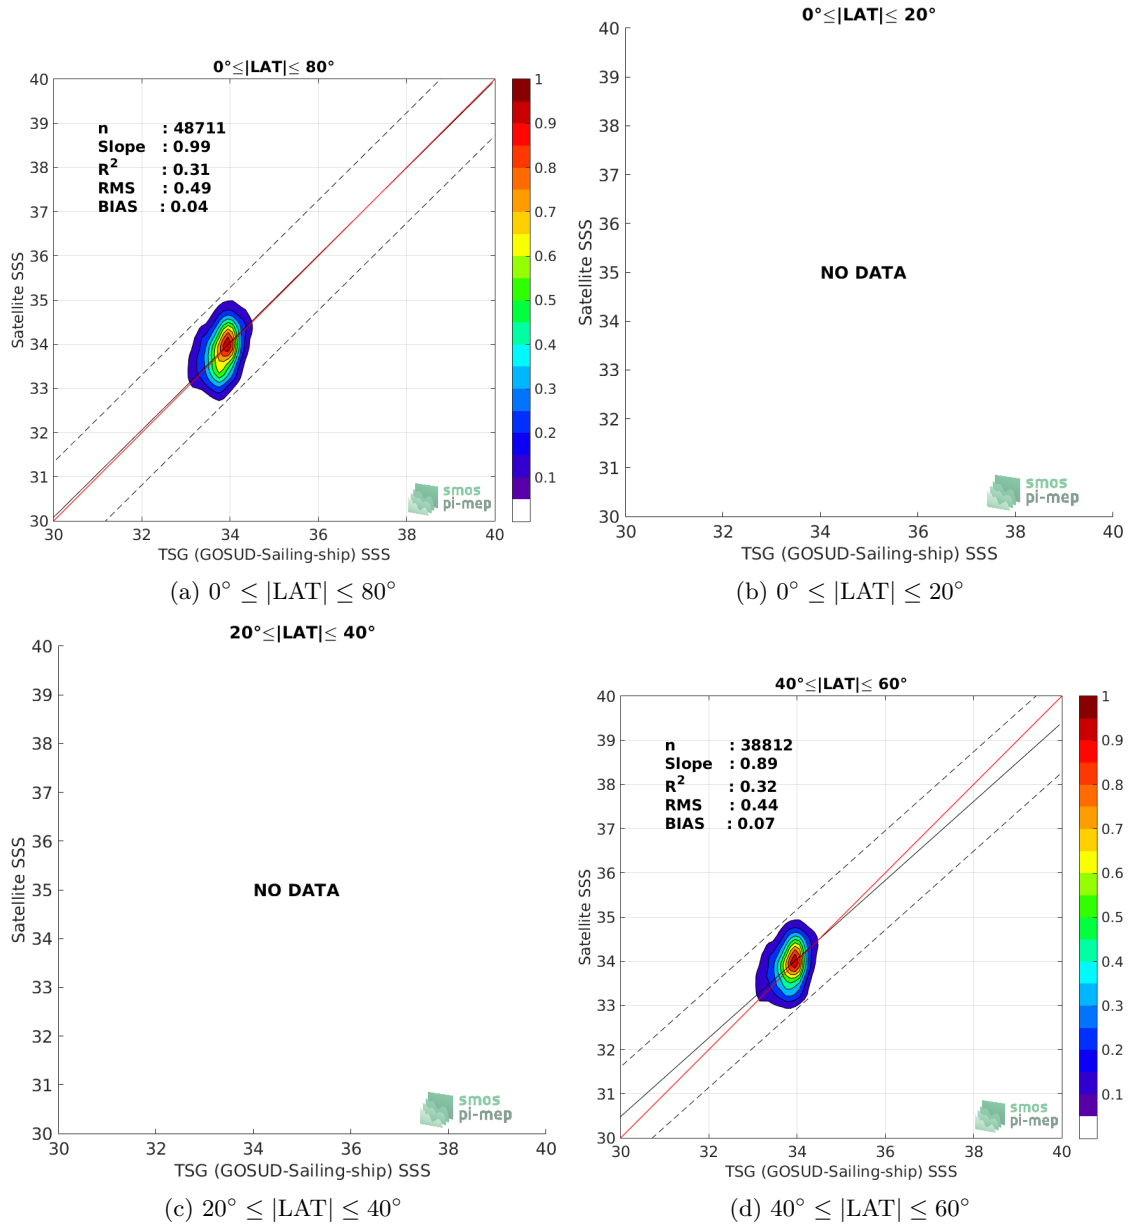 0°≤|LAT|≤ 80°
40
39
38
37
36
35
34
33
32
31
30
Satellite SSS
n : 48711
Slope : 0.99
R2 : 0.31
RMS : 0.49
BIAS : 0.04
1
0.9
0.8
0.7
0.6
0.5
0.4
0.3
0.2
0.1
smos
pi-mep
30 32 34 36 38 40
TSG (GOSUD-Sailing-ship) SSS
(a) 0° ≤ |LAT| ≤ 80°
0°≤|LAT|≤ 20°
40
39
38
37
36
35
34
33
32
31
30
Satellite SSS
NO DATA
smos
pi-mep
30 32 34 36 38 40
TSG (GOSUD-Sailing-ship) SSS
(b) 0° ≤ |LAT| ≤ 20°
20°≤|LAT|≤ 40°
40
39
38
37
36
35
34
33
32
31
30
Satellite SSS
NO DATA
smos
pi-mep
30 32 34 36 38 40
TSG (GOSUD-Sailing-ship) SSS
(c) 20° ≤ |LAT| ≤ 40°
40°≤|LAT|≤ 60°
40
39
38
37
36
35
34
33
32
31
30
Satellite SSS
n : 38812
Slope : 0.89
R2 : 0.32
RMS : 0.44
BIAS : 0.07
1
0.9
0.8
0.7
0.6
0.5
0.4
0.3
0.2
0.1
smos
pi-mep
30 32 34 36 38 40
TSG (GOSUD-Sailing-ship) SSS
(d) 40° ≤ |LAT| ≤ 60°